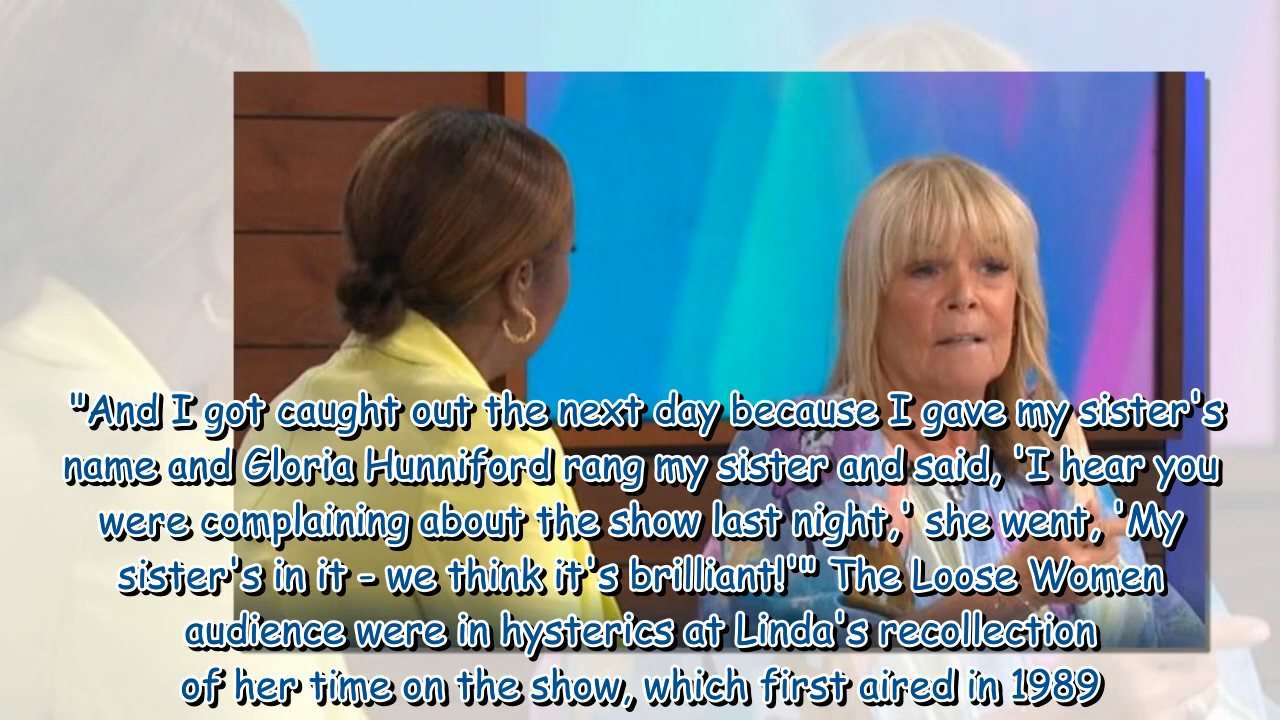 "And I got caught out the next day because I gave my sister's
name and Gloria Hunniford rang my sister and said, 'I hear you
were complaining about the show last night,' she went, 'My
sister's in it - we think it's brilliant!'" The Loose Women
audience were in hysterics at Linda's recollection
of her time on the show, which first aired in 1989